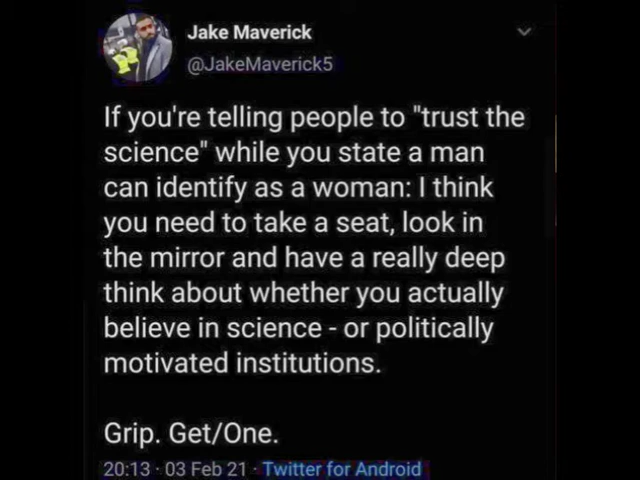 Jake Maverick
@JakeMaverick5
If you're telling people to "trust the
science" while you state a man
can identify as a woman: I think
you need to take a seat, look in
the mirror and have a really deep
think about whether you actually
believe in science - or politically
motivated institutions.
Grip. Get/One.
20:13 · 03 Feb 21 · Twitter for Android